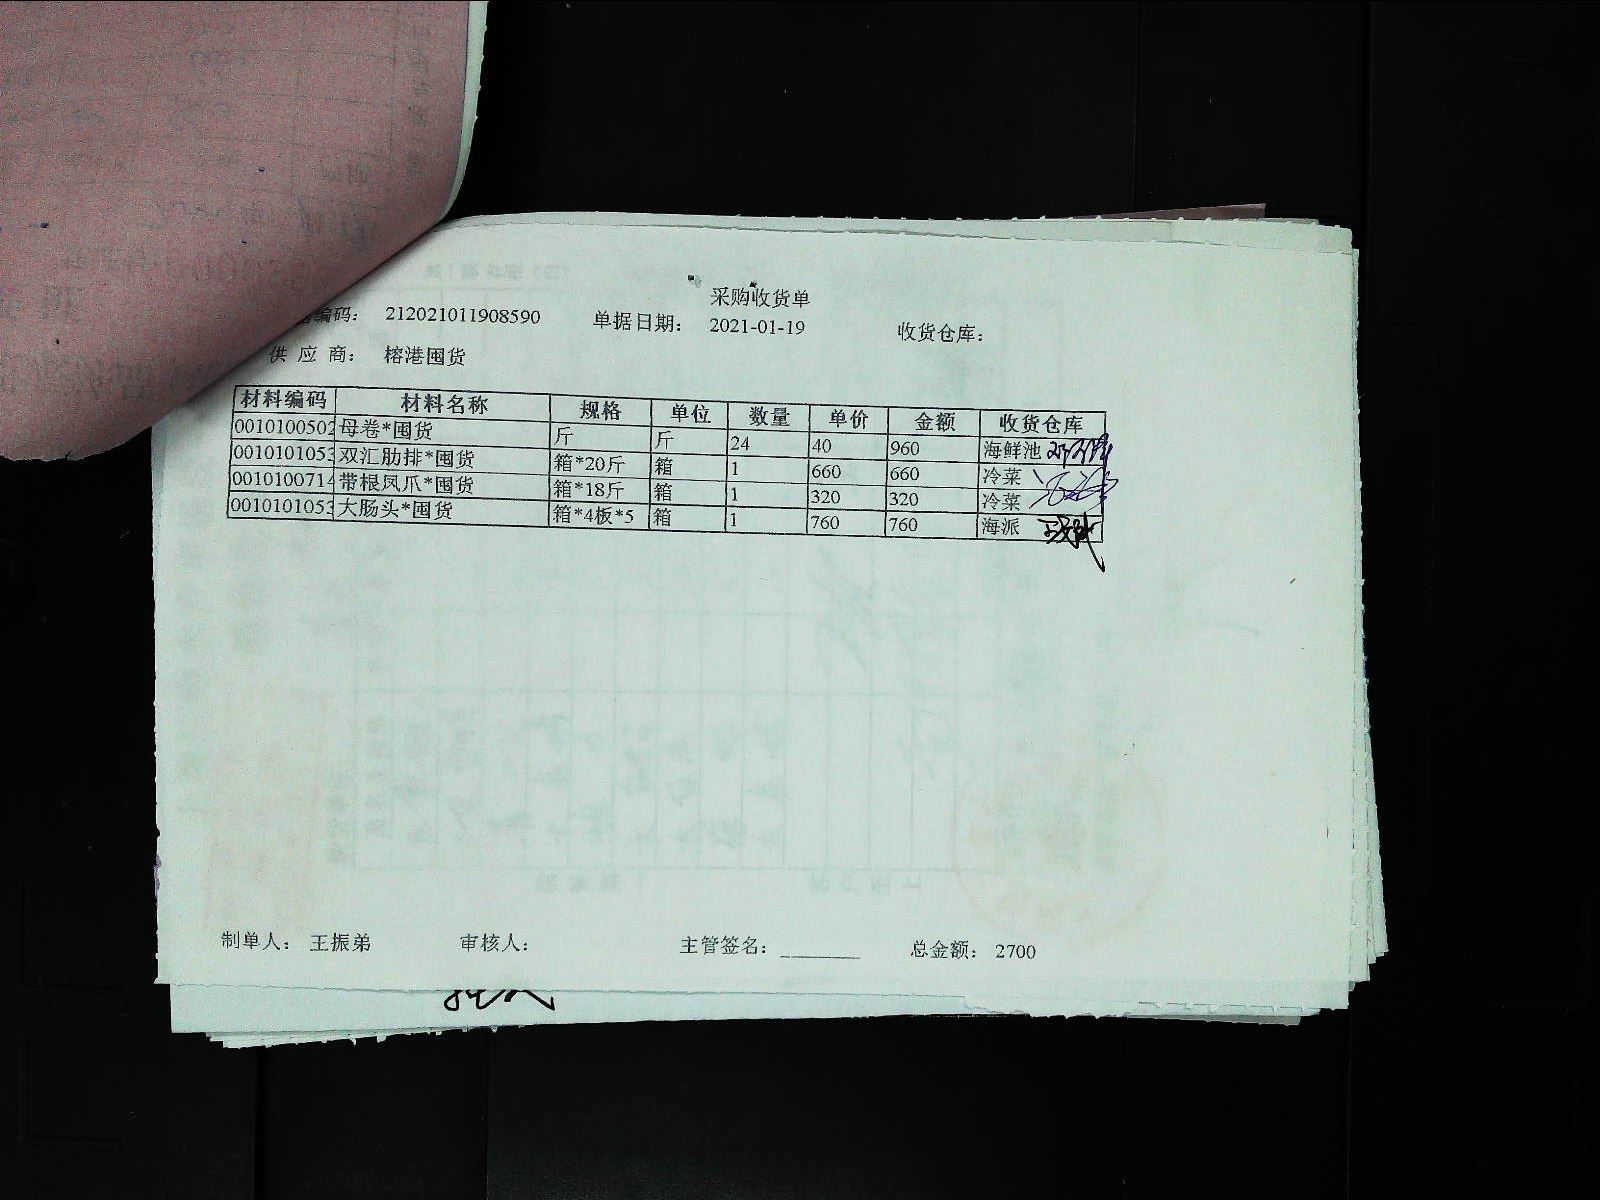 采购收货单
编码： 212021011908590 单据日期： 2021-01-19 收货仓库：
供 应 商： 榕港囤货
材料编码 材料名称 规格 单位 数量 单价 金额 收货仓库
0010100502 母卷*囤货 斤 斤 24 40 960 海鲜池
0010101053 双汇肋排*囤货 箱*20斤 箱 1 660 660 冷菜
0010100714 带根凤爪*囤货 箱*18斤 箱 1 320 320 冷菜
0010101053 大肠头*囤货 箱*4板*5 箱 1 760 760 海派
制单人： 王振弟 审核人： 主管签名： 总金额： 2700